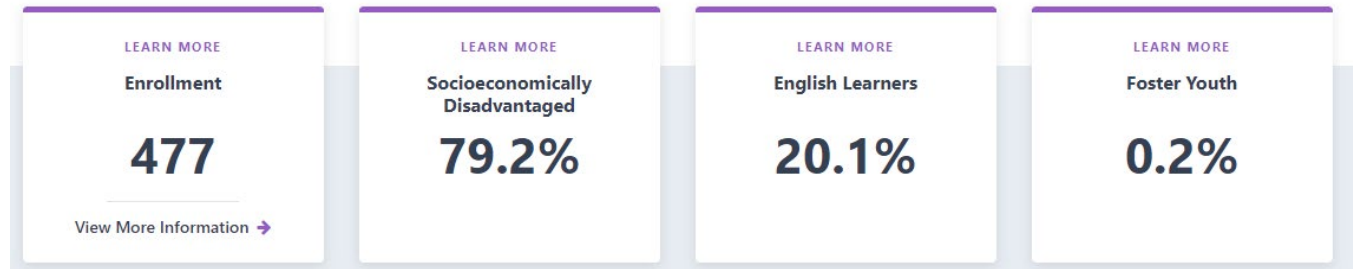 LEARN MORE
Enrollment
477
View More Information
LEARN MORE
Socioeconomically
Disadvantaged
79.2%
LEARN MORE
English Learners
20.1%
LEARN MORE
Foster Youth
0.2%